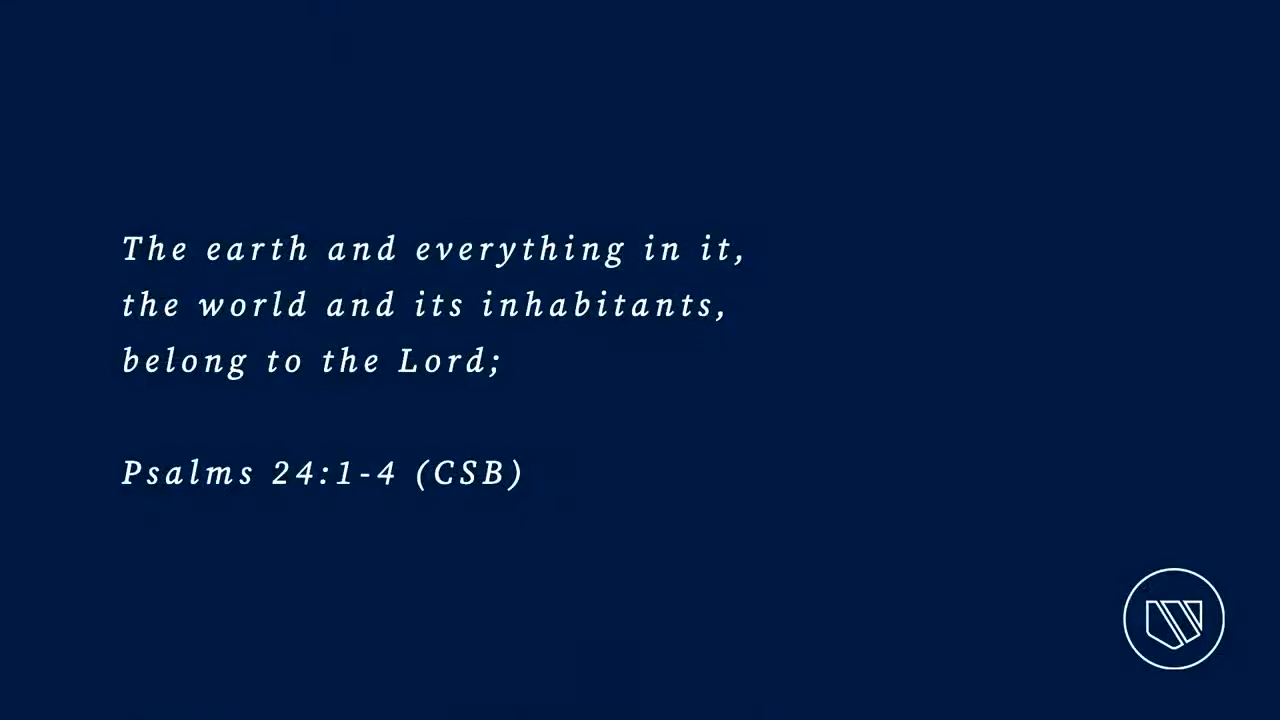 The earth and everything in it,
the world and its inhabitants,
belong to the Lord;
Psalms 24:1-4 (CSB)